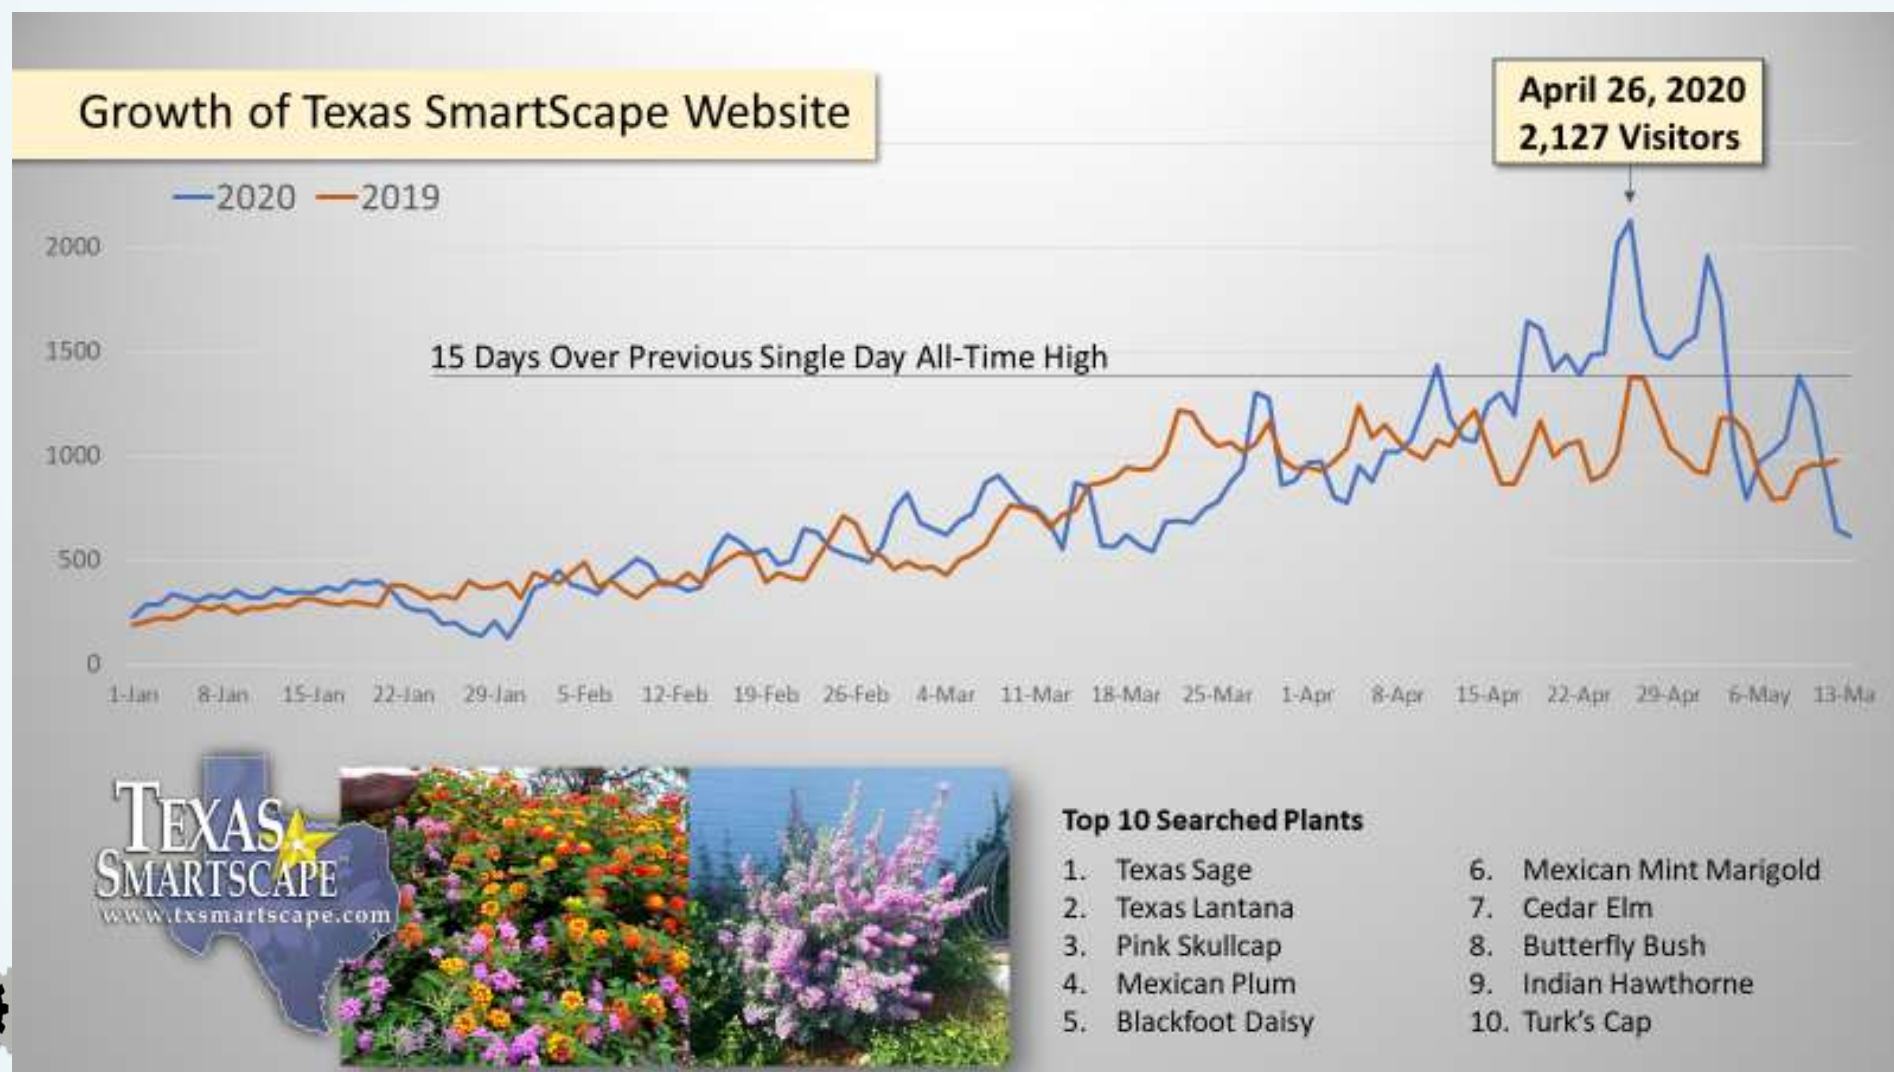 Growth of Texas SmartScape Website
April 26, 2020
2,127 Visitors
2020 2019
2000
1500
15 Days Over Previous Single Day All-Time High
1000
500
0
1-Jan 8-Jan 15-Jan 22-Jan 29-Jan 5-Feb 12-Feb 19-Feb 26-Feb 4-Mar 11-Mar 18-Mar 25-Mar 1-Apr 8-Apr 15-Apr 22-Apr 29-Apr 6-May 13-Ma
TEXAS
SMARTSCAPE
www.txsmartscape.com
Top 10 Searched Plants
1. Texas Sage
2. Texas Lantana
3. Pink Skullcap
4. Mexican Plum
5. Blackfoot Daisy
6. Mexican Mint Marigold
7. Cedar Elm
8. Butterfly Bush
9. Indian Hawthorne
10. Turk's Cap